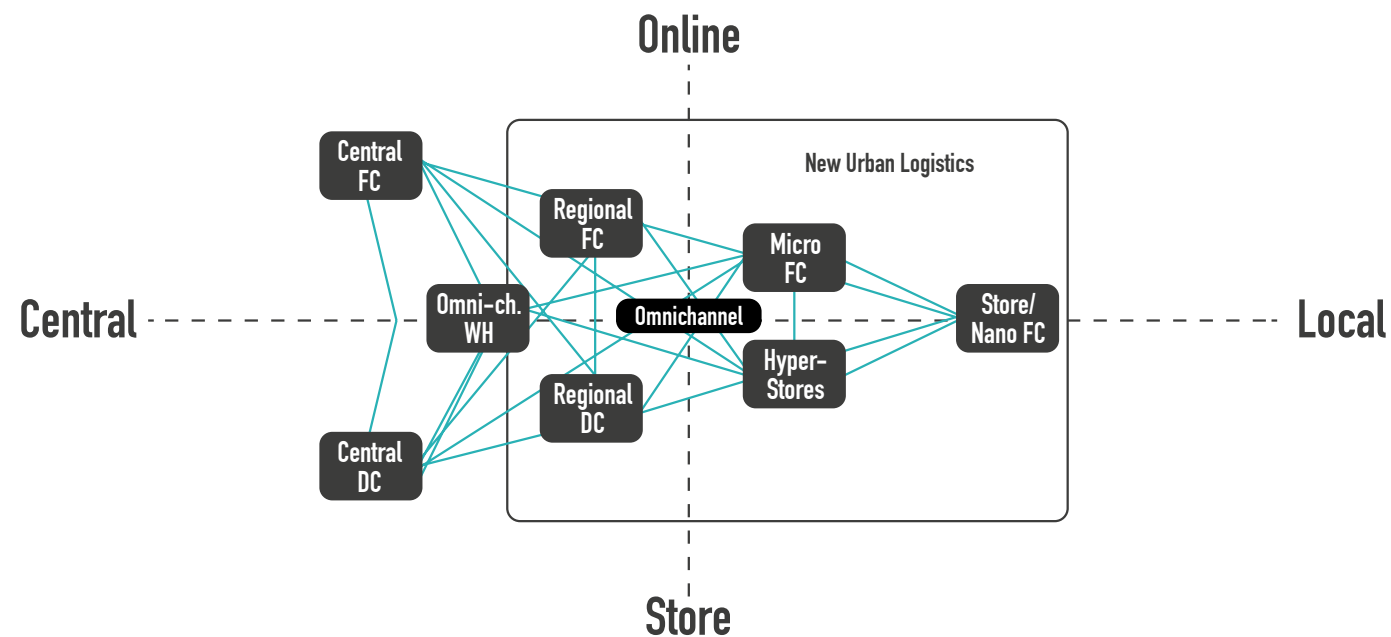 Online
Central
FC
New Urban Logistics
Regional
FC
Micro
FC
Central
Omni-ch.
WH
Omnichannel
Store/
Nano FC
Local
Hyper-
Stores
Regional
DC
Central
DC
Store